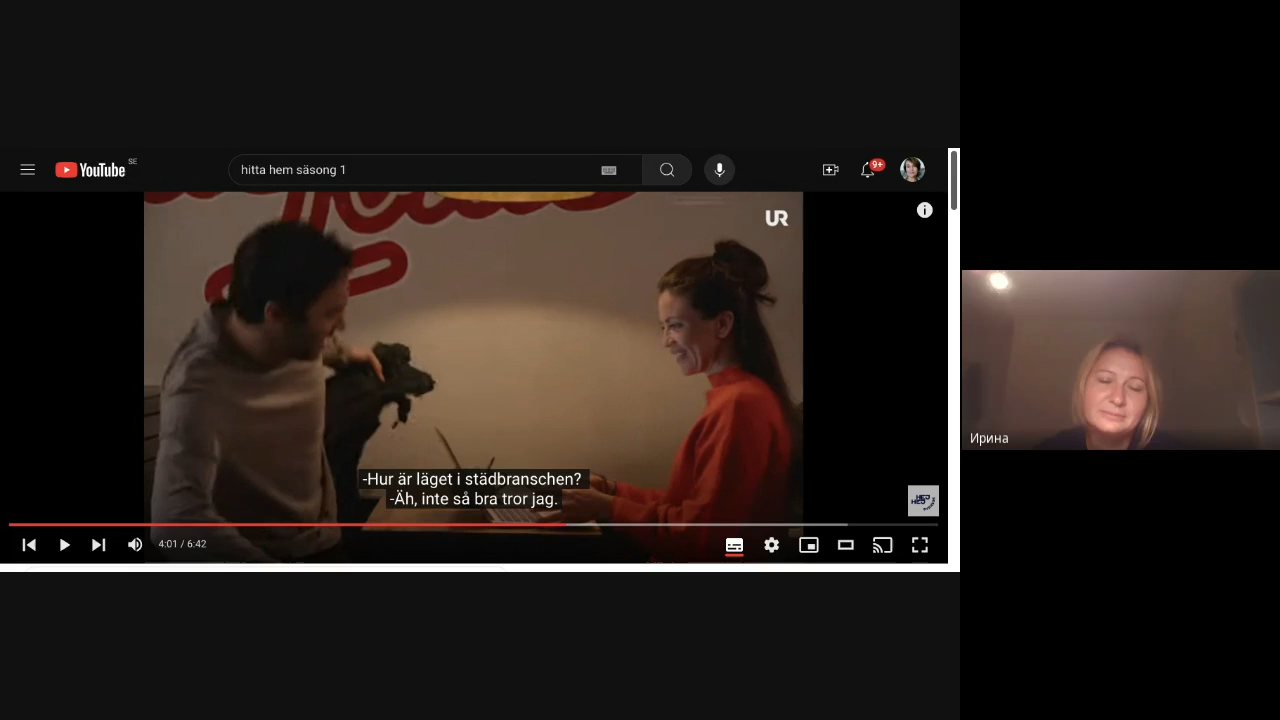 YouTube
SE
hitta hem säsong 1
9+
UR
-Hur är läget i städbranschen?
-Äh, inte så bra tror jag.
4:01 / 6:42
Ирина